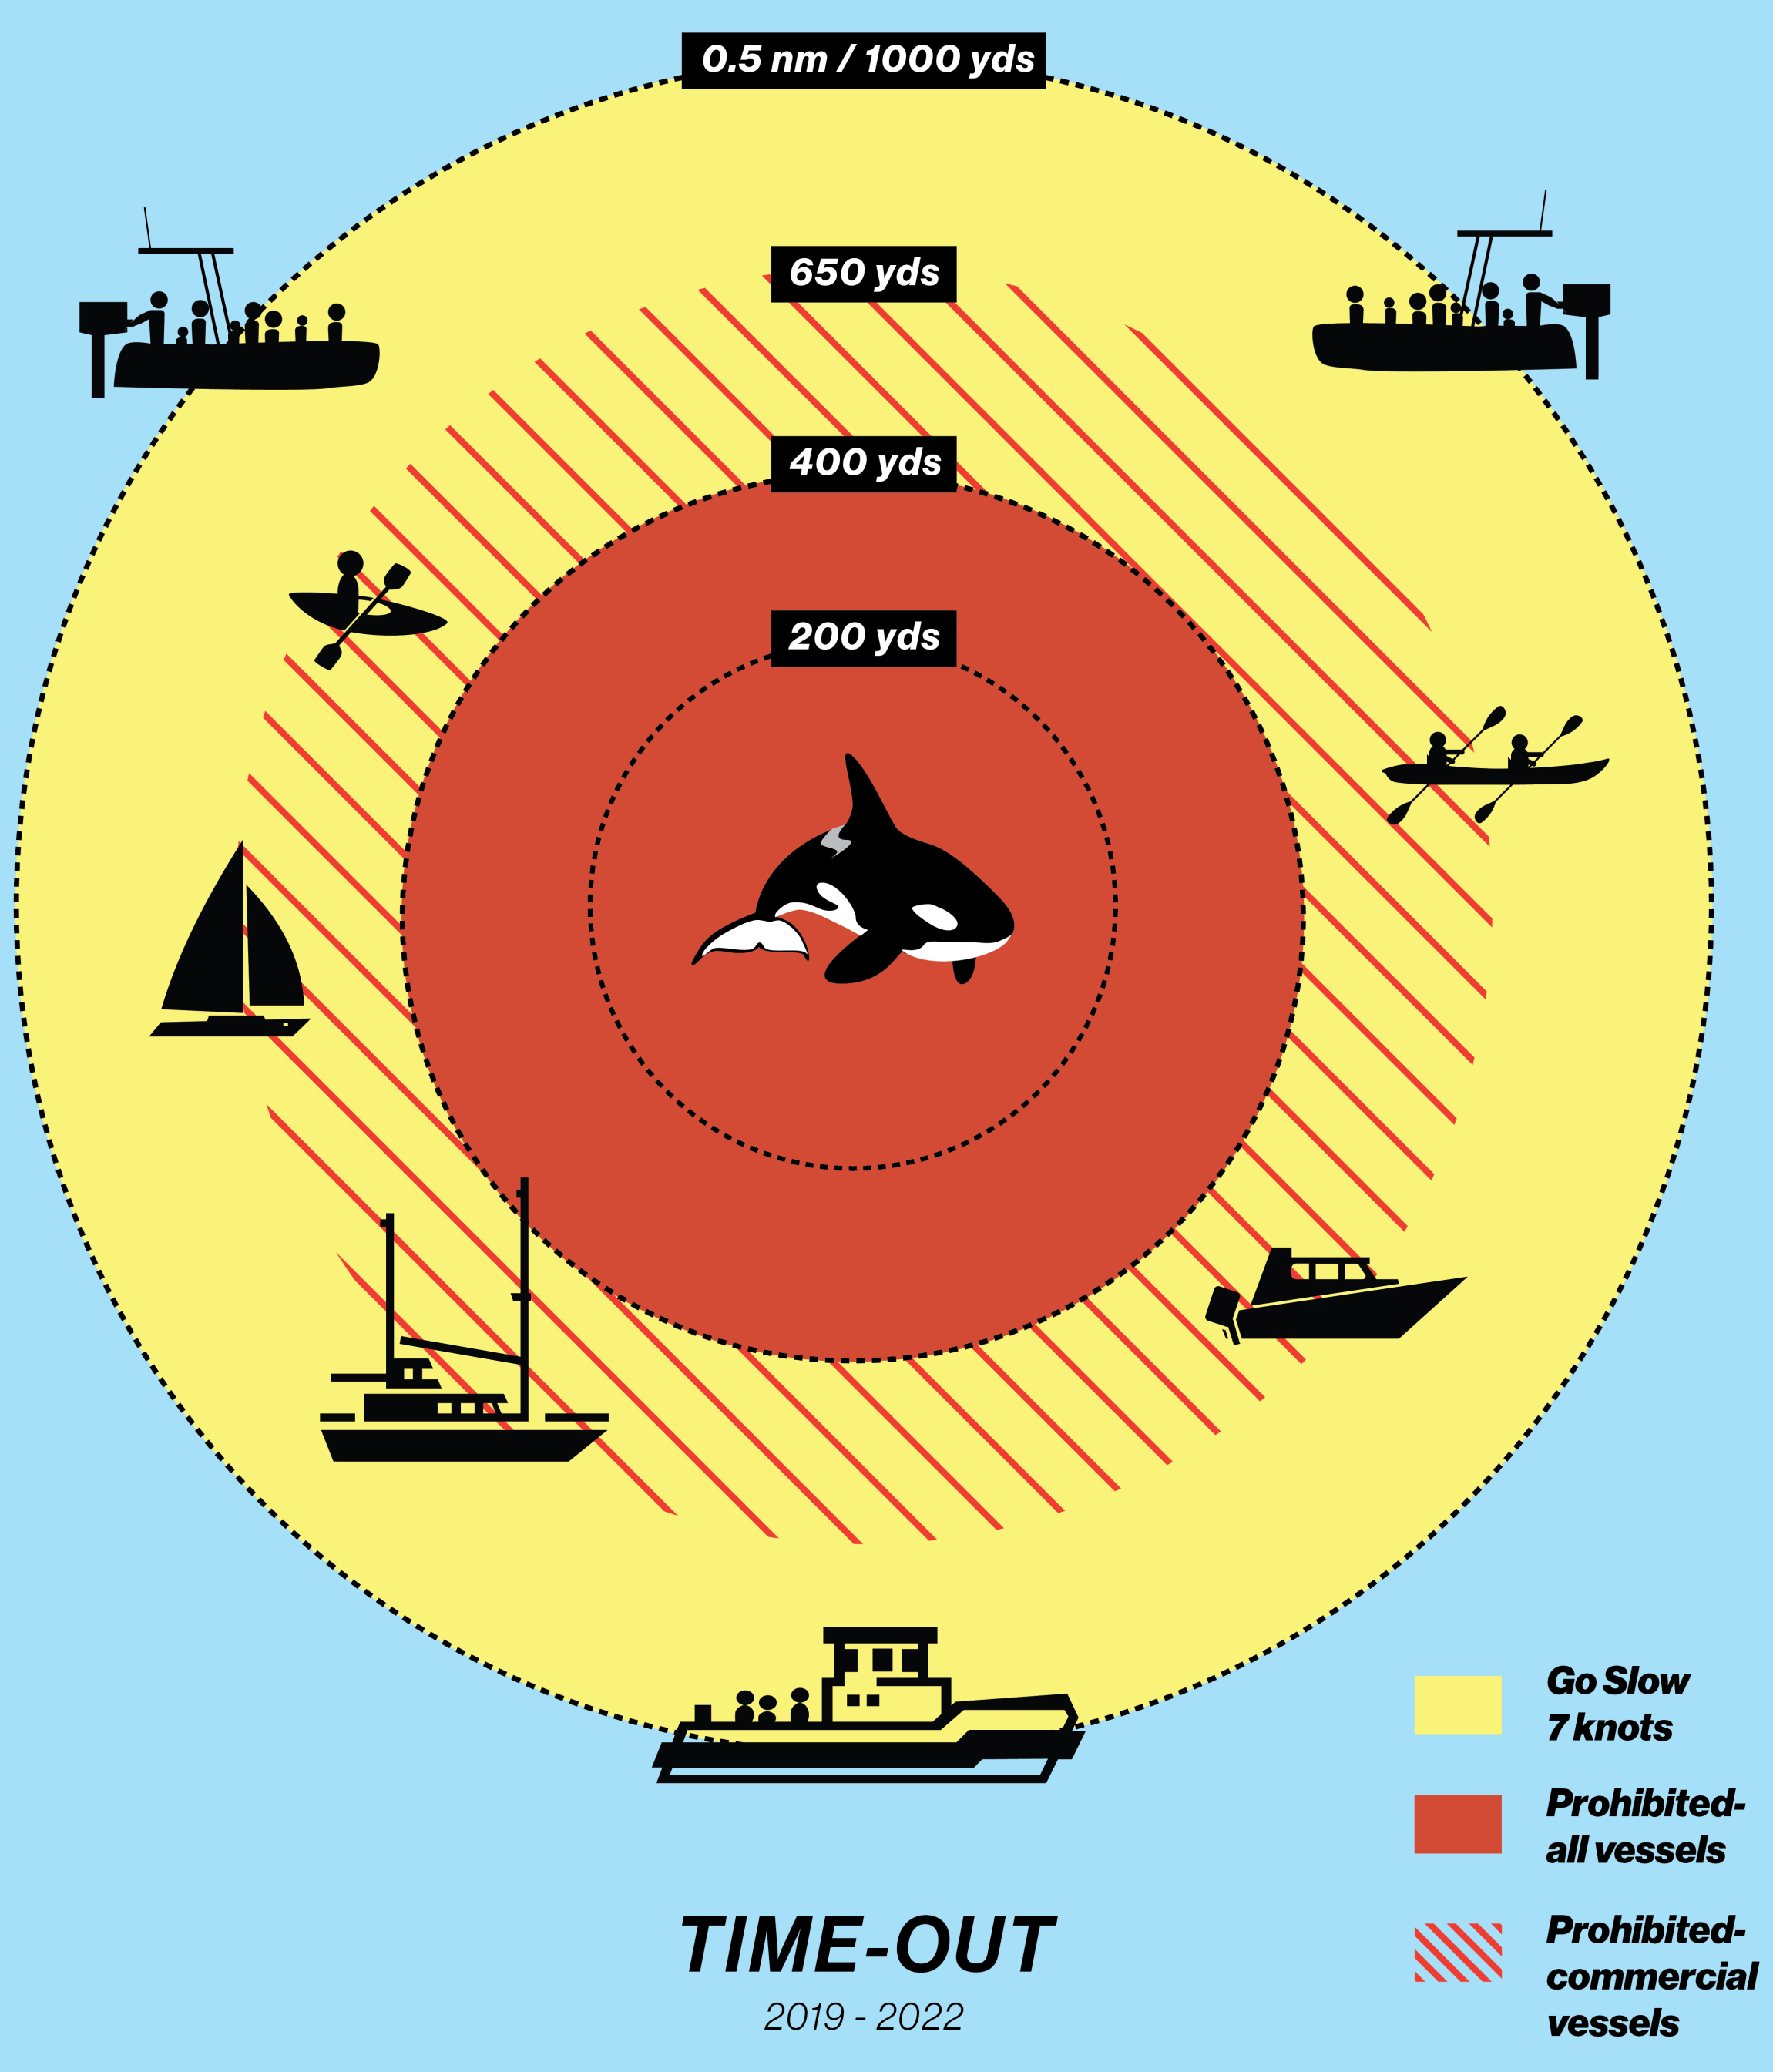 0.5 nm / 1000 yds
650 yds
400 yds
200 yds
Go Slow
7 knots
Prohibited-
all vessels
Prohibited-
commercial
vessels
TIME-OUT
2019 - 2022